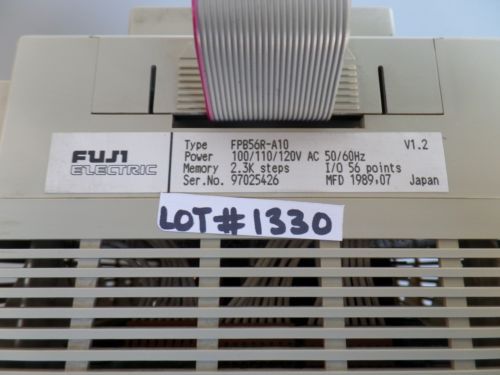 FUJI
ELECTRIC
Type FPB56R-A10 V1.2
Power 100/110/120V AC 50/60Hz
Memory 2.3K steps I/O 56 points
Ser.No. 97025426 MFD 1989.07 Japan
LOT#1330